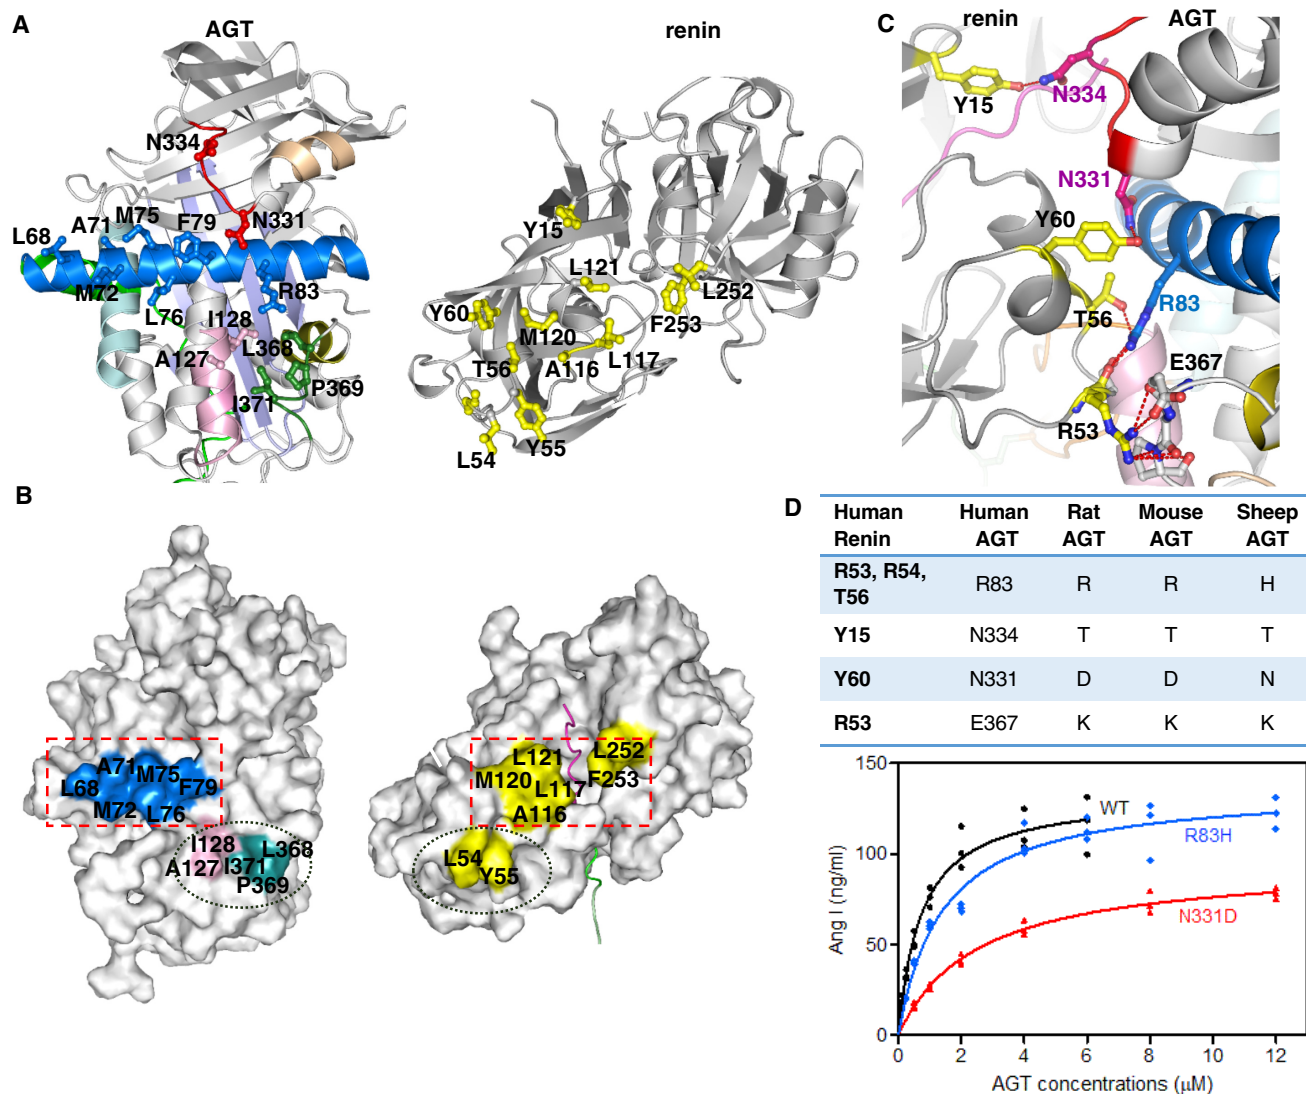 A
AGT
renin
N334
M75
A71
F79
N331
L68
M72
L76
R83
I128
A127
L368
P369
I371
Y15
L121
L252
Y60
F253
M120
T56
A116
L117
L54
Y55
C
renin
AGT
Y15
N334
N331
Y60
T56
R83
E367
R53
B
A71
M75
L68
F79
M72
L76
I128
L368
A127
I371
P369
L121
L252
M120
F253
L117
A116
L54
Y55
D
Human Renin Human AGT Rat AGT Mouse AGT Sheep AGT
R53, R54, T56 R83 R R H
Y15 N334 T T T
Y60 N331 D D N
R53 E367 K K K
150
100
50
0
Ang I (ng/ml)
WT
R83H
N331D
0 2 4 6 8 10 12
AGT concentrations (μM)